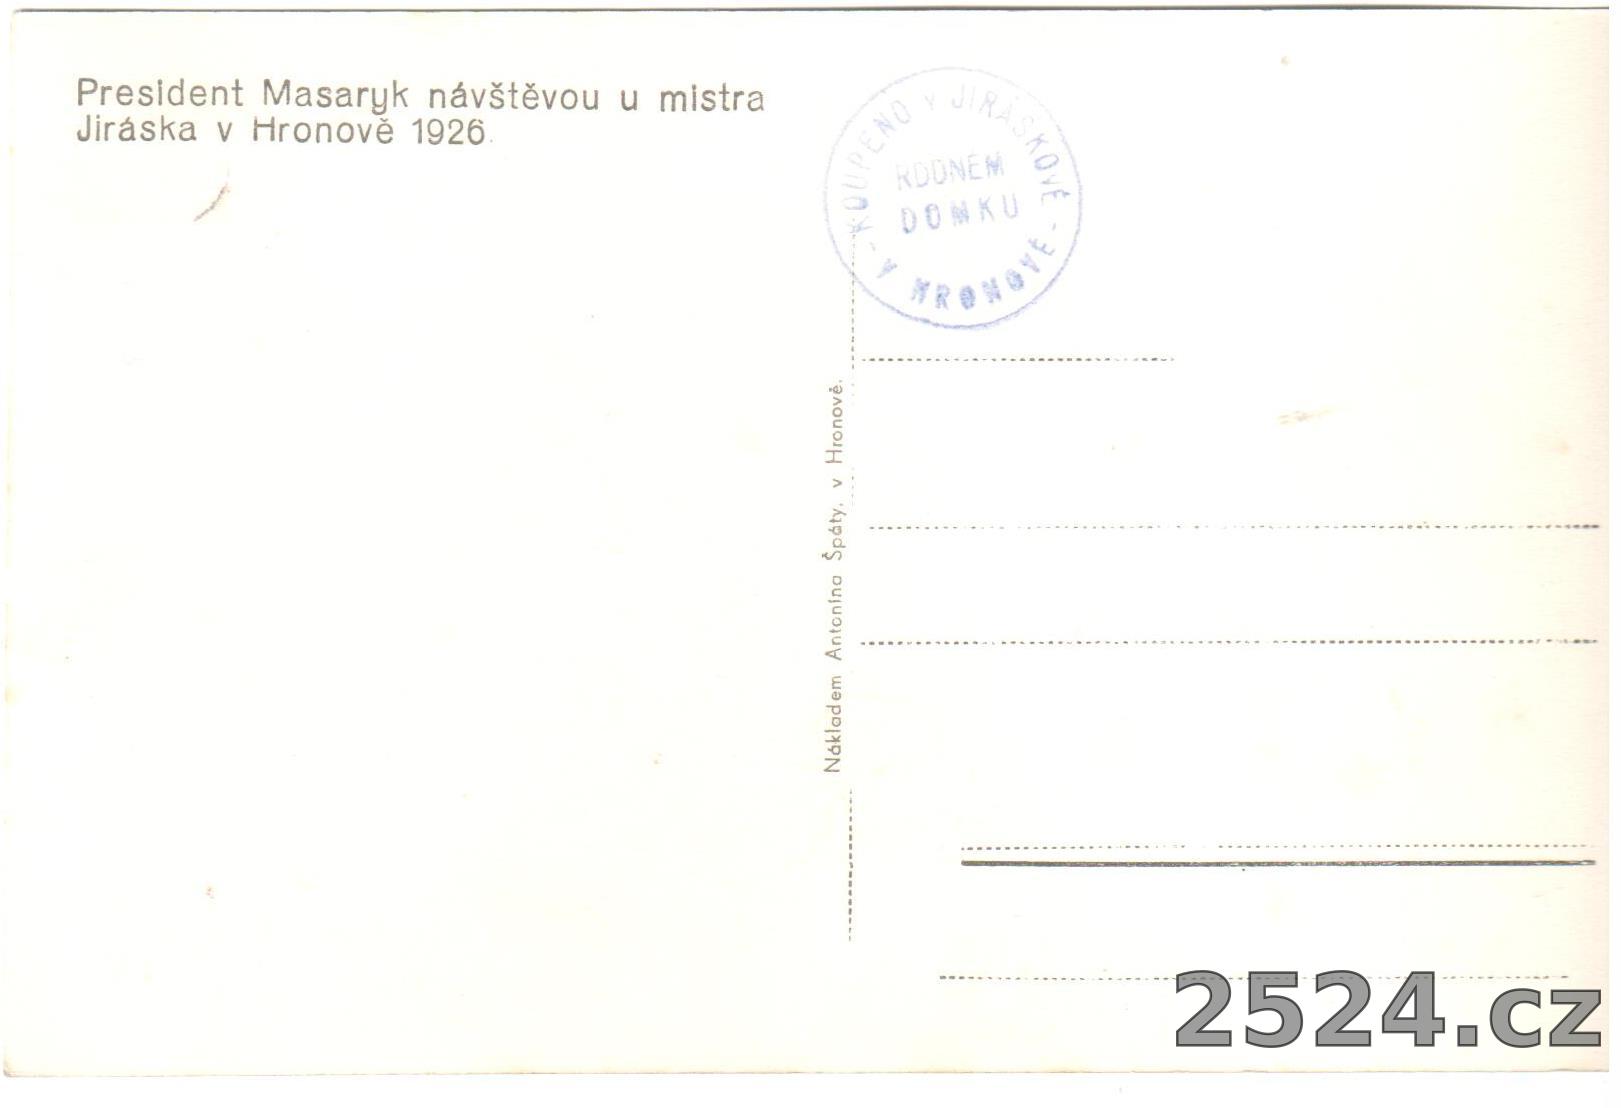 President Masaryk návštěvou u mistra
Jiráska v Hronově 1926.
KOUPENO V JIRÁSKOVĚ
RODNÉM
DOMKU
- V HRONOVĚ -
Nákladem Antonína Špáty, v Hronově.
2524.cz